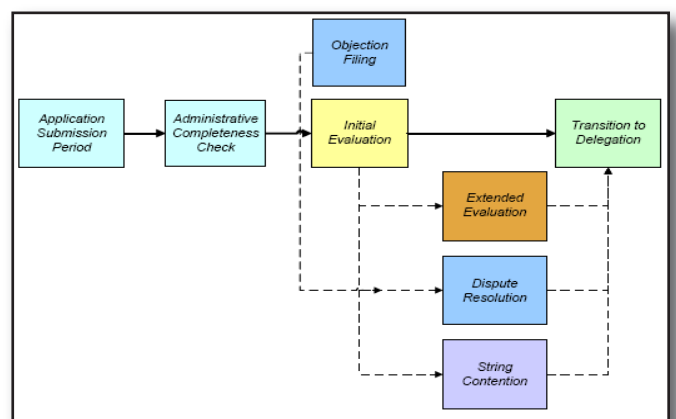 Objection
Filing
Application
Submission
Period
Administrative
Completeness
Check
Initial
Evaluation
Transition to
Delegation
Extended
Evaluation
Dispute
Resolution
String
Contention